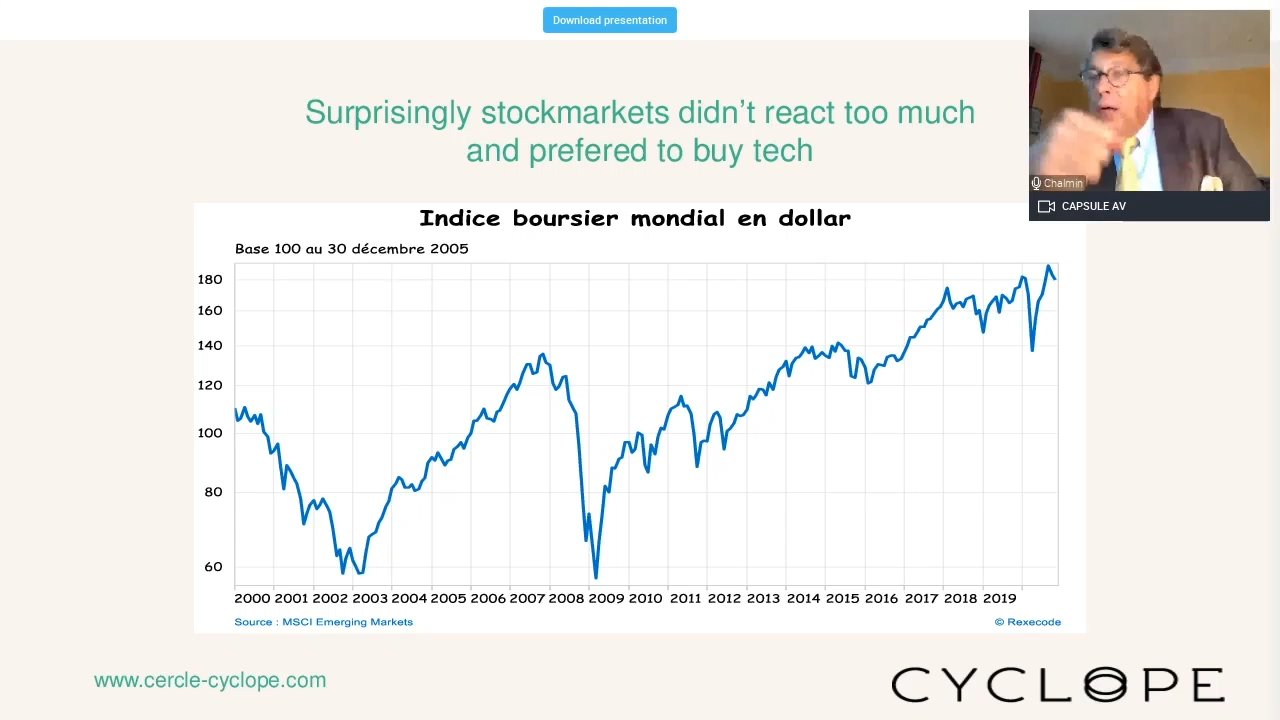 Download presentation
Surprisingly stockmarkets didn’t react too much
and prefered to buy tech
Chalmin
CAPSULE AV
Indice boursier mondial en dollar
Base 100 au 30 décembre 2005
180
160
140
120
100
80
60
2000 2001 2002 2003 2004 2005 2006 2007 2008 2009 2010 2011 2012 2013 2014 2015 2016 2017 2018 2019
Source : MSCI Emerging Markets
© Rexecode
www.cercle-cyclope.com
CYCLOPE